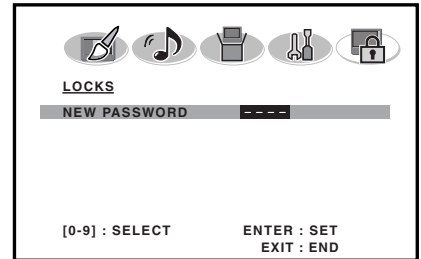 LOCKS
NEW PASSWORD – – – –
[0-9] : SELECT ENTER : SET
EXIT : END